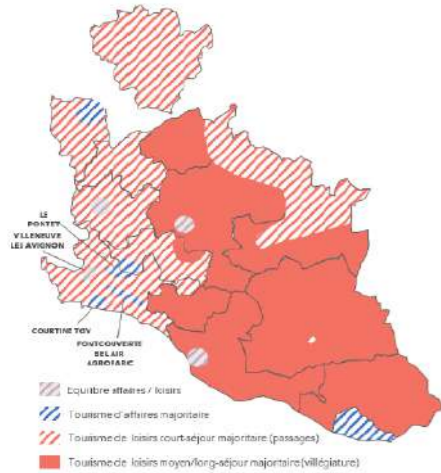 LE
PONTET
VILLENEUVE
LES AVIGNON
COURTINE TGV
FONTCOUVERTE
BEL AIR
AGROPARC
Equilibre affaires / loisirs
Tourisme d'affaires majoritaire
Tourisme de loisirs court-séjour majoritaire (passages)
Tourisme de loisirs moyen/long-séjour majoritaire (villégiature)